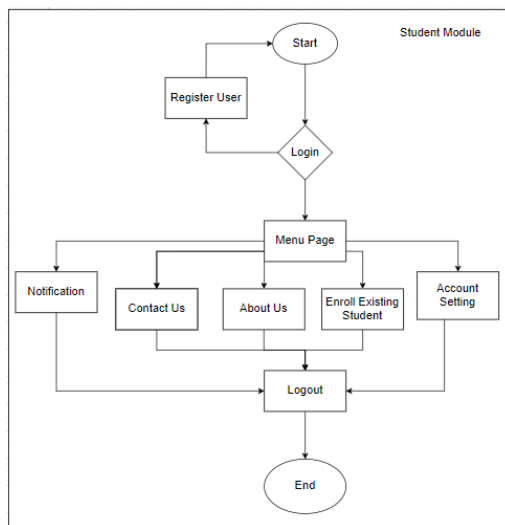 Student Module
Start
Register User
Login
Menu Page
Notification
Contact Us
About Us
Enroll Existing
Student
Account
Setting
Logout
End